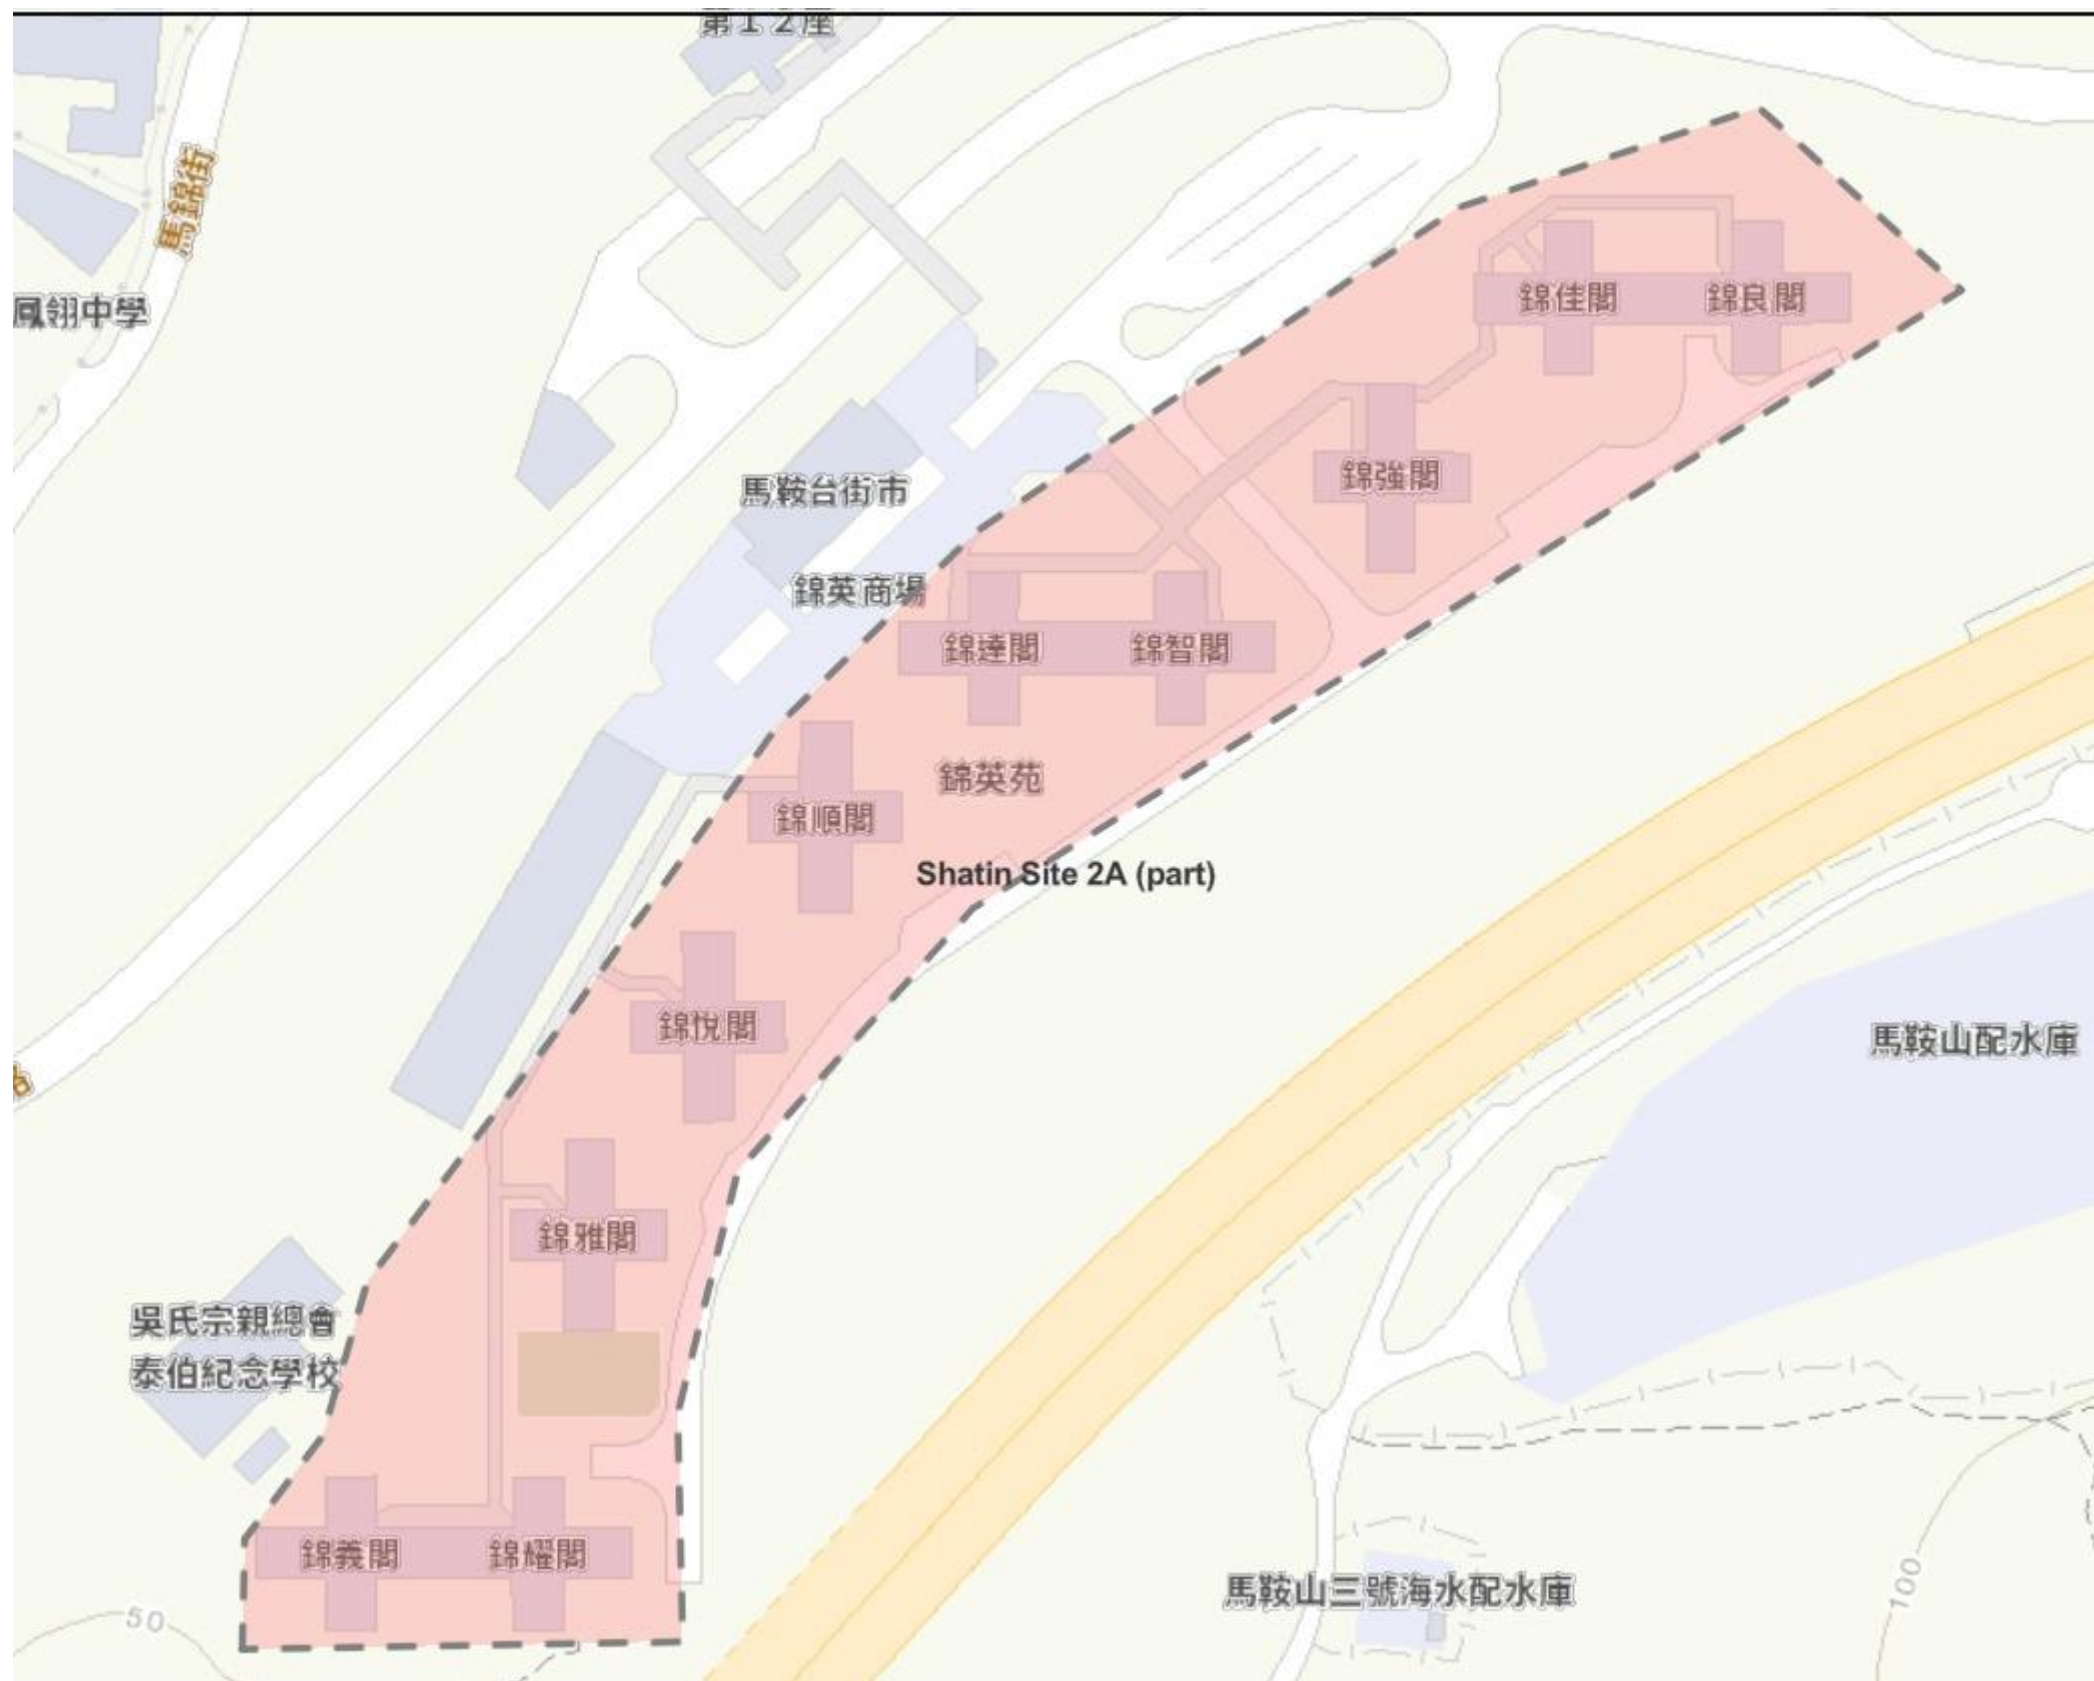 第１２座
馬錦街
鳳翎中學
錦佳閣
錦良閣
馬鞍台街市
錦強閣
錦英商場
錦達閣
錦智閣
錦英苑
錦順閣
Shatin Site 2A (part)
錦悅閣
馬鞍山配水庫
錦雅閣
吳氏宗親總會
泰伯紀念學校
錦義閣
錦耀閣
馬鞍山三號海水配水庫
50
100